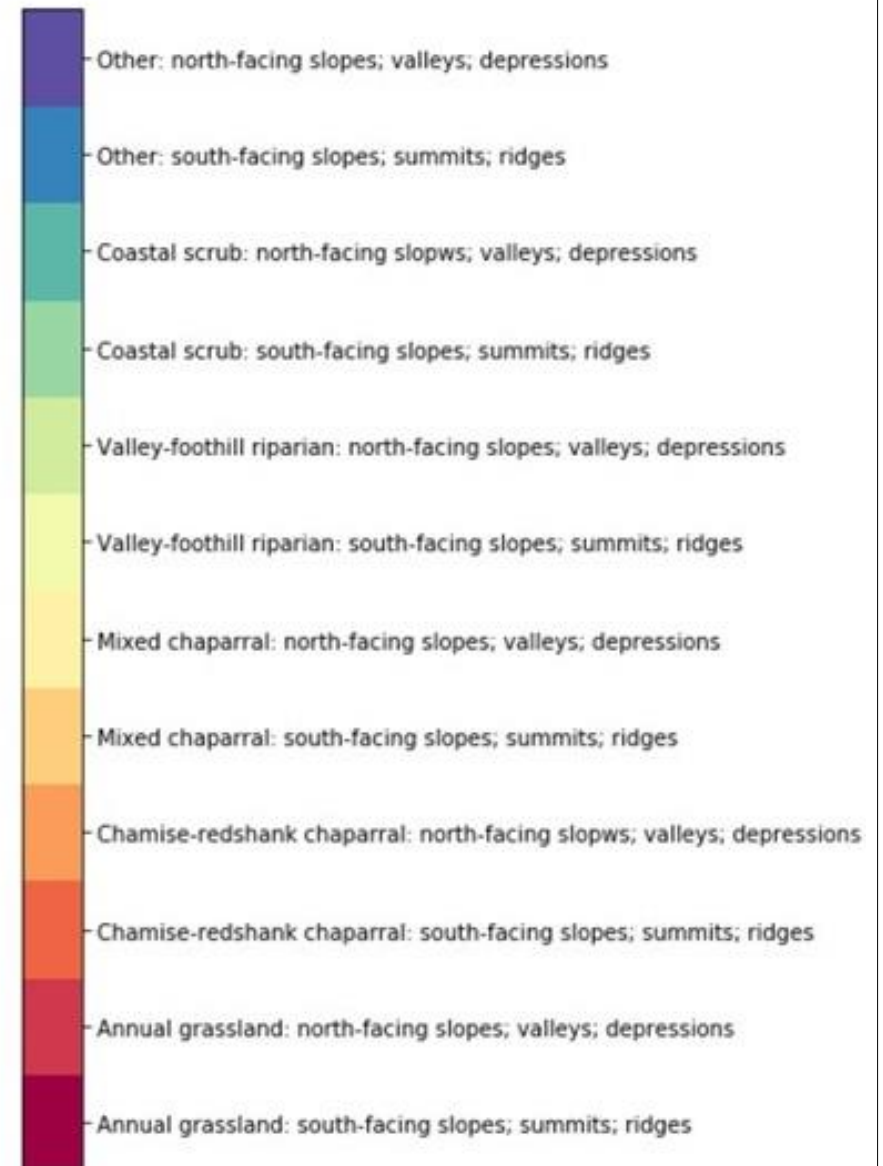 Other: north-facing slopes; valleys; depressions
Other: south-facing slopes; summits; ridges
Coastal scrub: north-facing slopws; valleys; depressions
Coastal scrub: south-facing slopes; summits; ridges
Valley-foothill riparian: north-facing slopes; valleys; depressions
Valley-foothill riparian: south-facing slopes; summits; ridges
Mixed chaparral: north-facing slopes; valleys; depressions
Mixed chaparral: south-facing slopes; summits; ridges
Chamise-redshank chaparral: north-facing slopws; valleys; depressions
Chamise-redshank chaparral: south-facing slopes; summits; ridges
Annual grassland: north-facing slopes; valleys; depressions
Annual grassland: south-facing slopes; summits; ridges